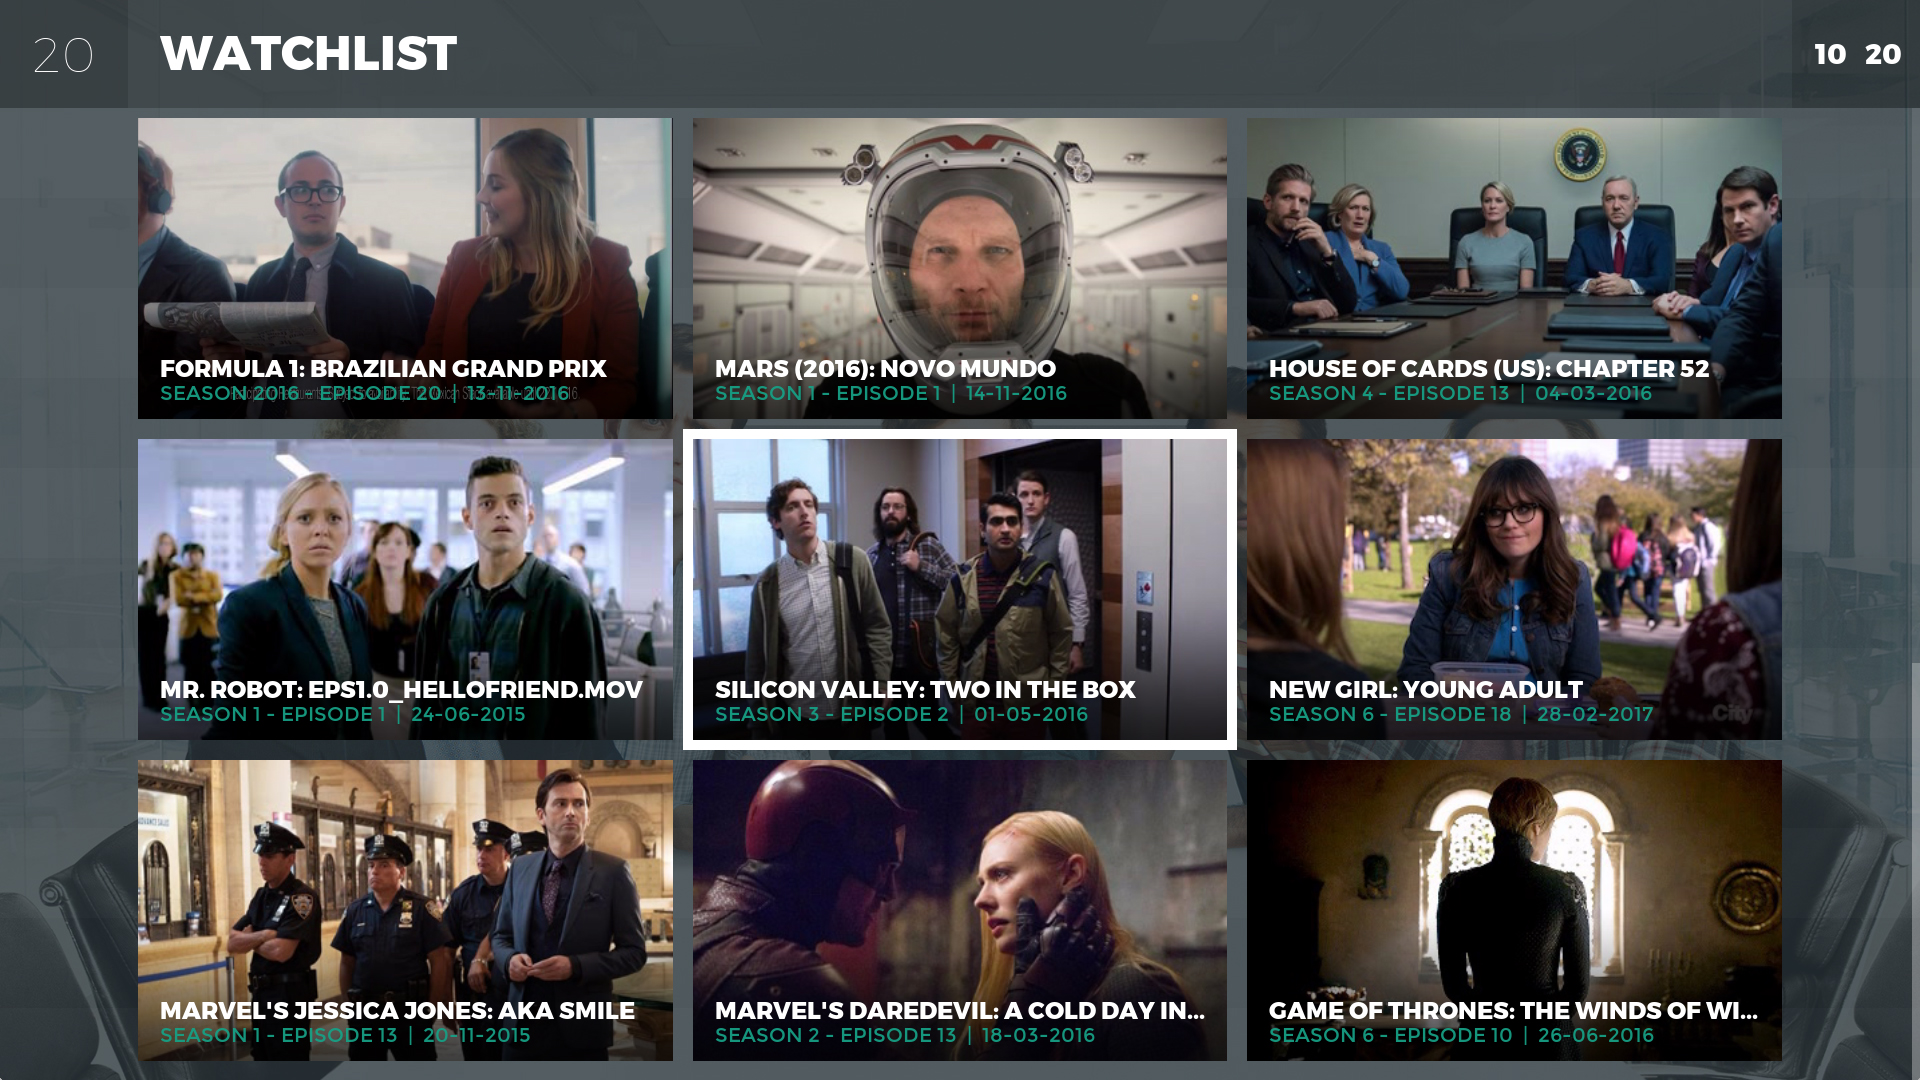 20
WATCHLIST
10 20
FORMULA 1: BRAZILIAN GRAND PRIX
SEASON 2016 - EPISODE 20 | 13-11-2016
MARS (2016): NOVO MUNDO
SEASON 1 - EPISODE 1 | 14-11-2016
HOUSE OF CARDS (US): CHAPTER 52
SEASON 4 - EPISODE 13 | 04-03-2016
MR. ROBOT: EPS1.0_HELLOFRIEND.MOV
SEASON 1 - EPISODE 1 | 24-06-2015
SILICON VALLEY: TWO IN THE BOX
SEASON 3 - EPISODE 2 | 01-05-2016
NEW GIRL: YOUNG ADULT
SEASON 6 - EPISODE 18 | 28-02-2017
City
MARVEL'S JESSICA JONES: AKA SMILE
SEASON 1 - EPISODE 13 | 20-11-2015
MARVEL'S DAREDEVIL: A COLD DAY IN...
SEASON 2 - EPISODE 13 | 18-03-2016
GAME OF THRONES: THE WINDS OF WI...
SEASON 6 - EPISODE 10 | 26-06-2016